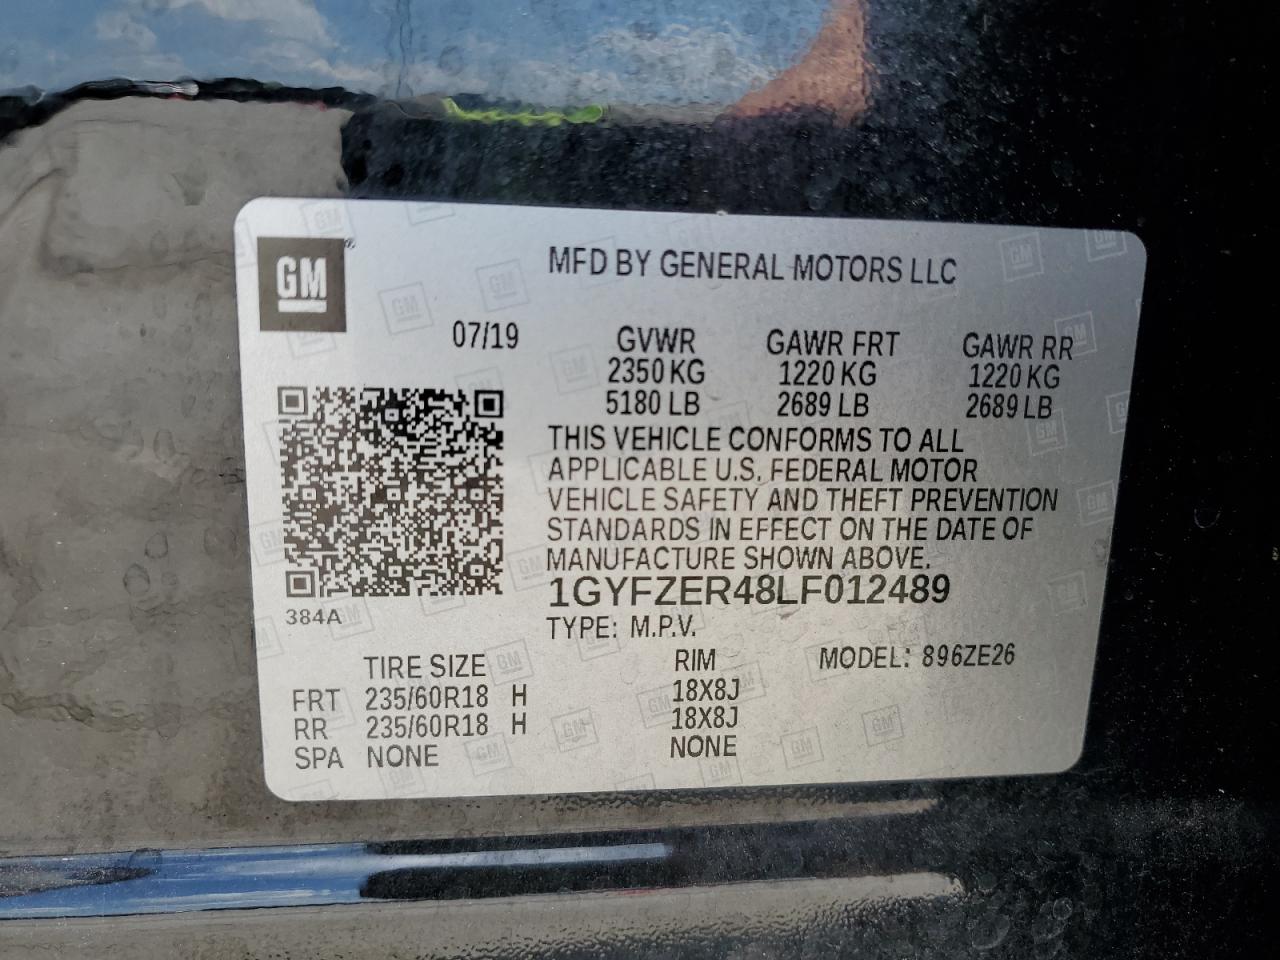 GM
MFD BY GENERAL MOTORS LLC
07/19
GVWR GAWR FRT GAWR RR
2350 KG 1220 KG 1220 KG
5180 LB 2689 LB 2689 LB
THIS VEHICLE CONFORMS TO ALL
APPLICABLE U.S. FEDERAL MOTOR
VEHICLE SAFETY AND THEFT PREVENTION
STANDARDS IN EFFECT ON THE DATE OF
MANUFACTURE SHOWN ABOVE.
1GYFZER48LF012489
384A
TYPE: M.P.V.
TIRE SIZE RIM MODEL: 896ZE26
FRT 235/60R18 H 18X8J
RR 235/60R18 H 18X8J
SPA NONE NONE